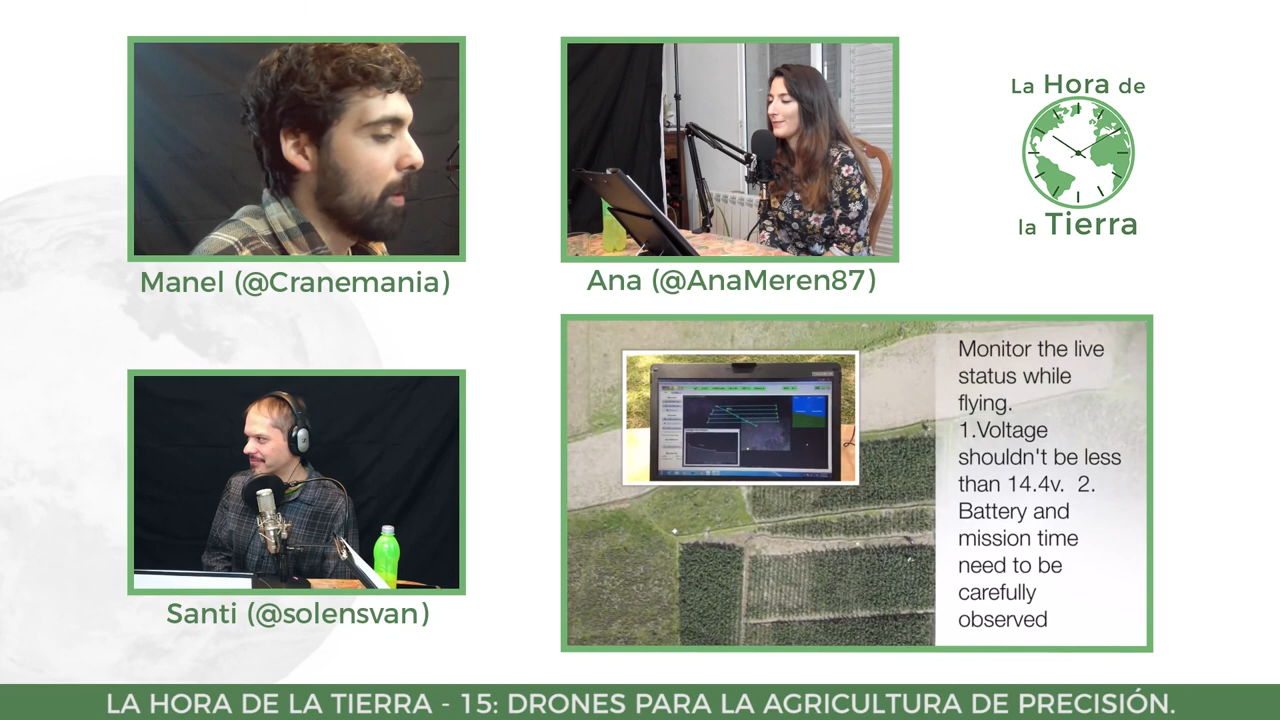 La Hora de
la Tierra
Manel (@Cranemania)
Ana (@AnaMeren87)
Santi (@solensvan)
Monitor the live
status while
flying.
1.Voltage
shouldn't be less
than 14.4v. 2.
Battery and
mission time
need to be
carefully
observed
LA HORA DE LA TIERRA - 15: DRONES PARA LA AGRICULTURA DE PRECISIÓN.